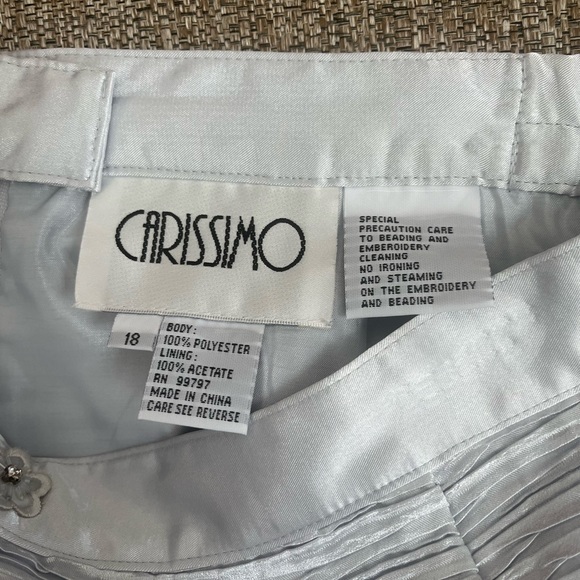 CARISSIMO
SPECIAL
PRECAUTION CARE
TO BEADING AND
EMBEROIDERY
CLEANING
NO IRONING
AND STEAMING
ON THE EMBROIDERY
AND BEADING
18
BODY:
100% POLYESTER
LINING:
100% ACETATE
RN 99797
MADE IN CHINA
CARE SEE REVERSE